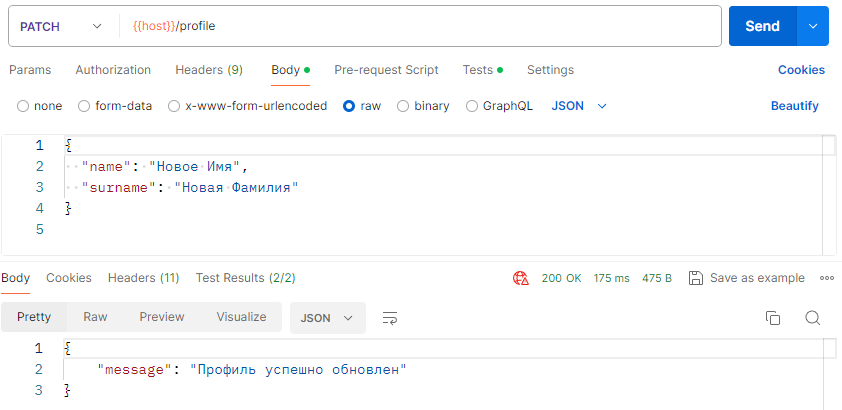 PATCH {{host}}/profile Send
Params Authorization Headers (9) Body Pre-request Script Tests Settings Cookies
none form-data x-www-form-urlencoded raw binary GraphQL JSON Beautify
1 {
2 "name": "Новое Имя",
3 "surname": "Новая Фамилия"
4 }
5
Body Cookies Headers (11) Test Results (2/2) 200 OK 175 ms 475 B Save as example
Pretty Raw Preview Visualize JSON
1 {
2 "message": "Профиль успешно обновлен"
3 }